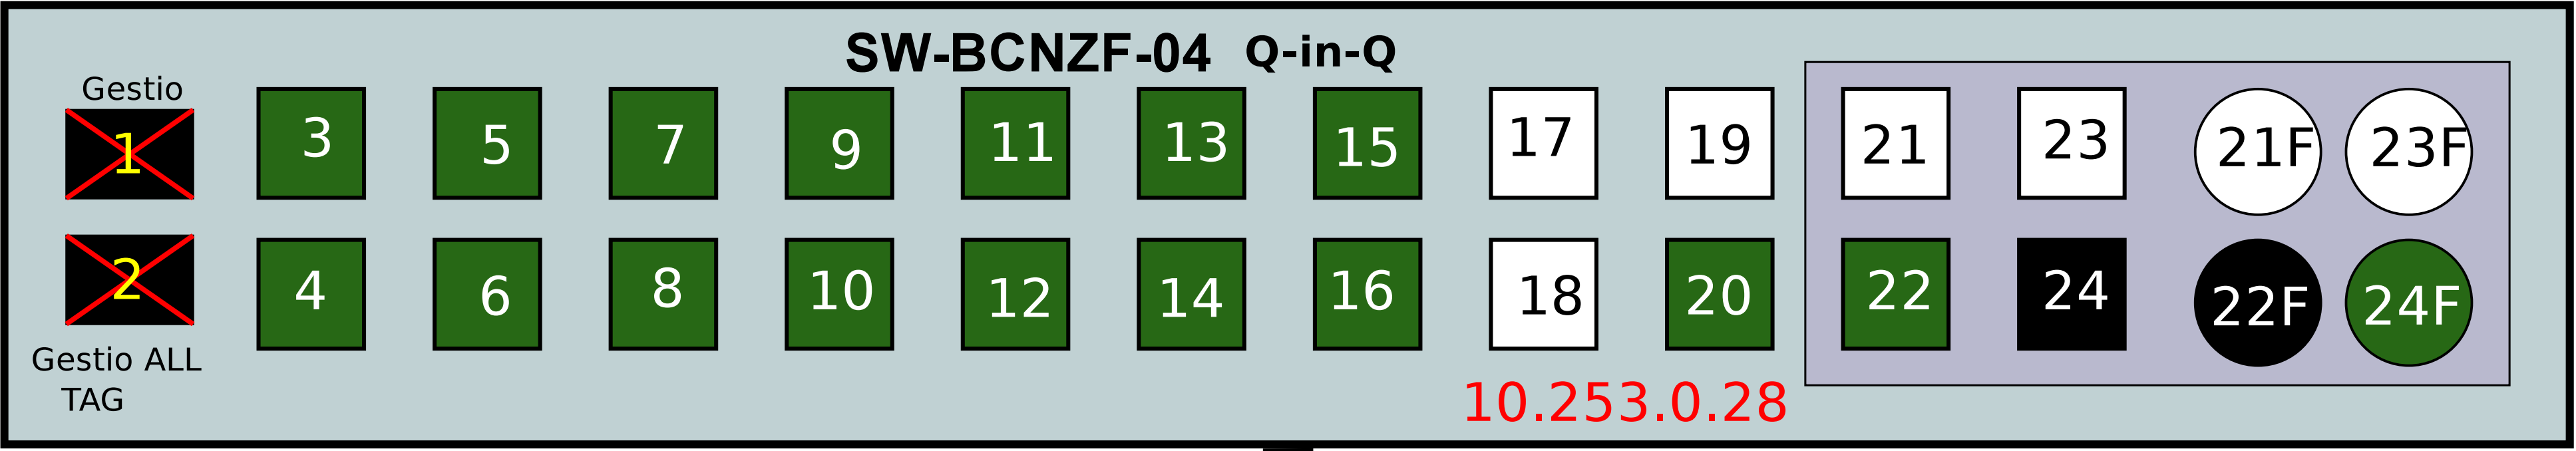 SW-BCNZF-04 Q-in-Q
Gestio
1 3 5 7 9 11 13 15 17 19 21 23 21F 23F
2 4 6 8 10 12 14 16 18 20 22 24 22F 24F
Gestio ALL
TAG
10.253.0.28